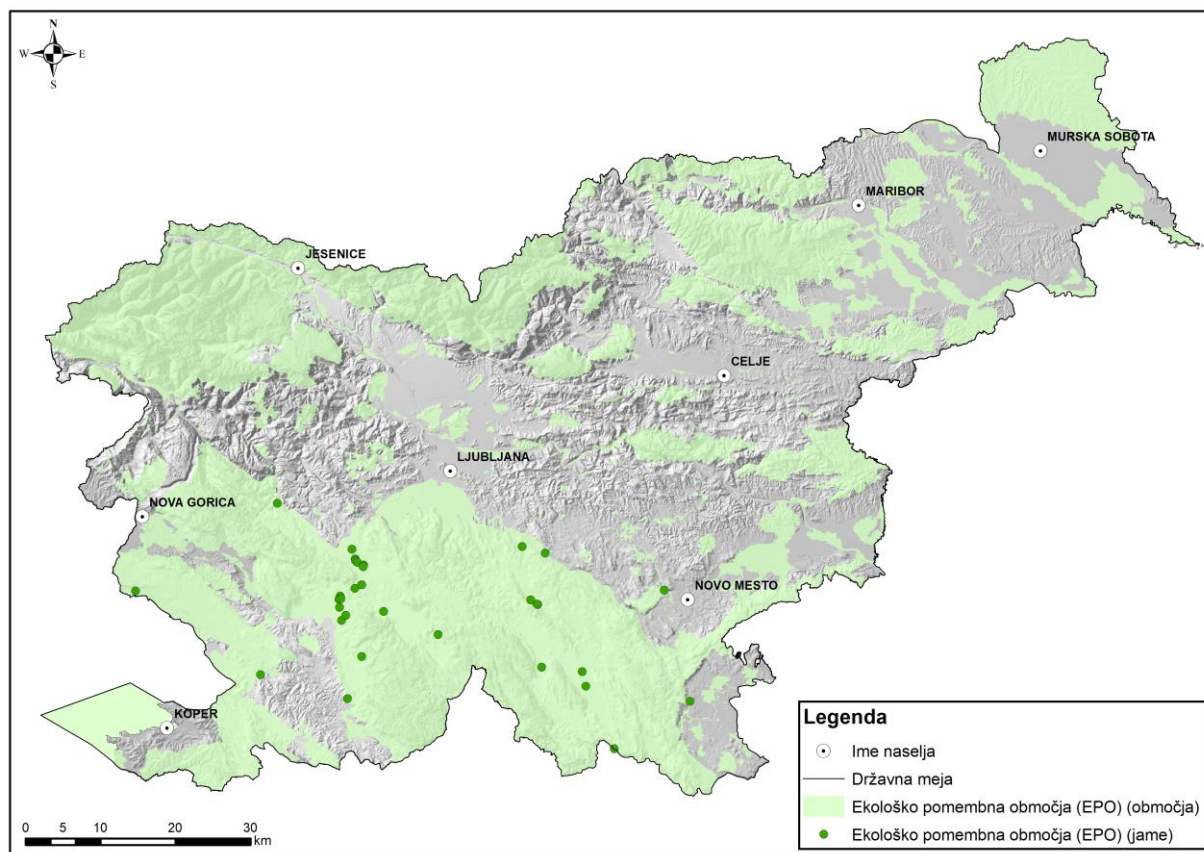 N
W E
S
MURSKA SOBOTA
MARIBOR
JESENICE
CELJE
LJUBLJANA
NOVA GORICA
NOVO MESTO
KOPER
Legenda
Ime naselja
Državna meja
Ekološko pomembna območja (EPO) (območja)
Ekološko pomembna območja (EPO) (jame)
0 5 10 20 30
km